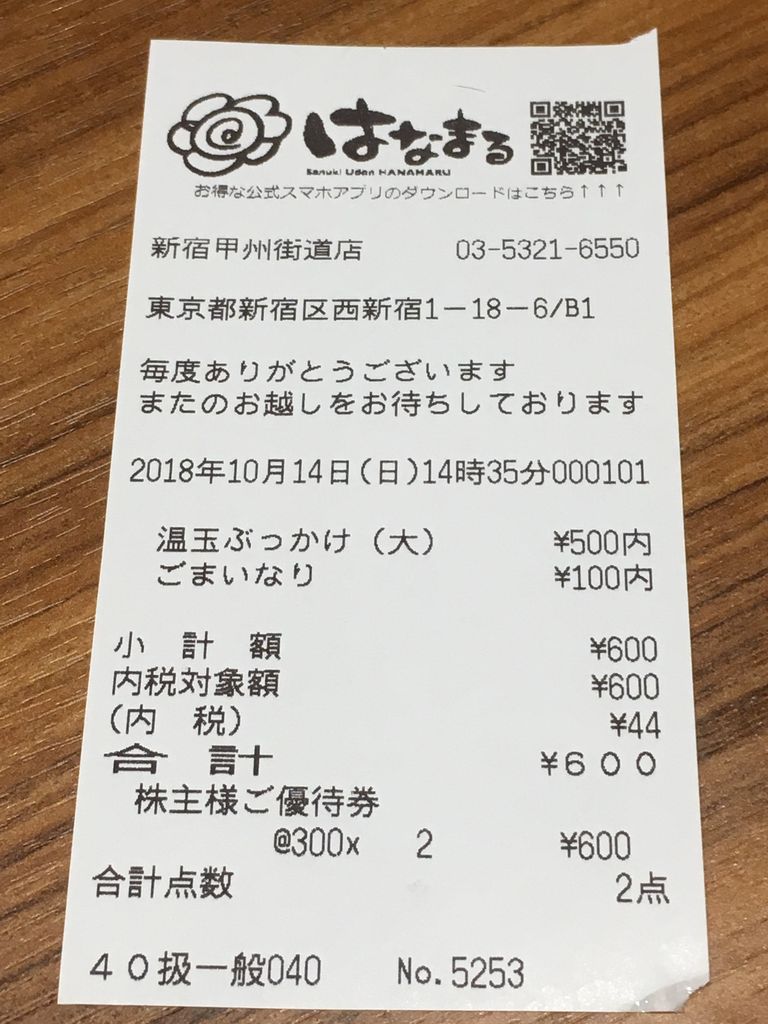 はなまる
Sanuki Udon HANAMARU
お得な公式スマホアプリのダウンロードはこちら↑↑↑
新宿甲州街道店 03-5321-6550
東京都新宿区西新宿1－18－6/B1
毎度ありがとうございます
またのお越しをお待ちしております
2018年10月14日(日)14時35分000101
温玉ぶっかけ（大） ¥500内
ごまいなり ¥100内
小　計　額 ¥600
内税対象額 ¥600
(内　税) ¥44
合　計 ¥６００
株主様ご優待券
@300x 2 ¥600
合計点数 2点
４０扱一般040 No.5253